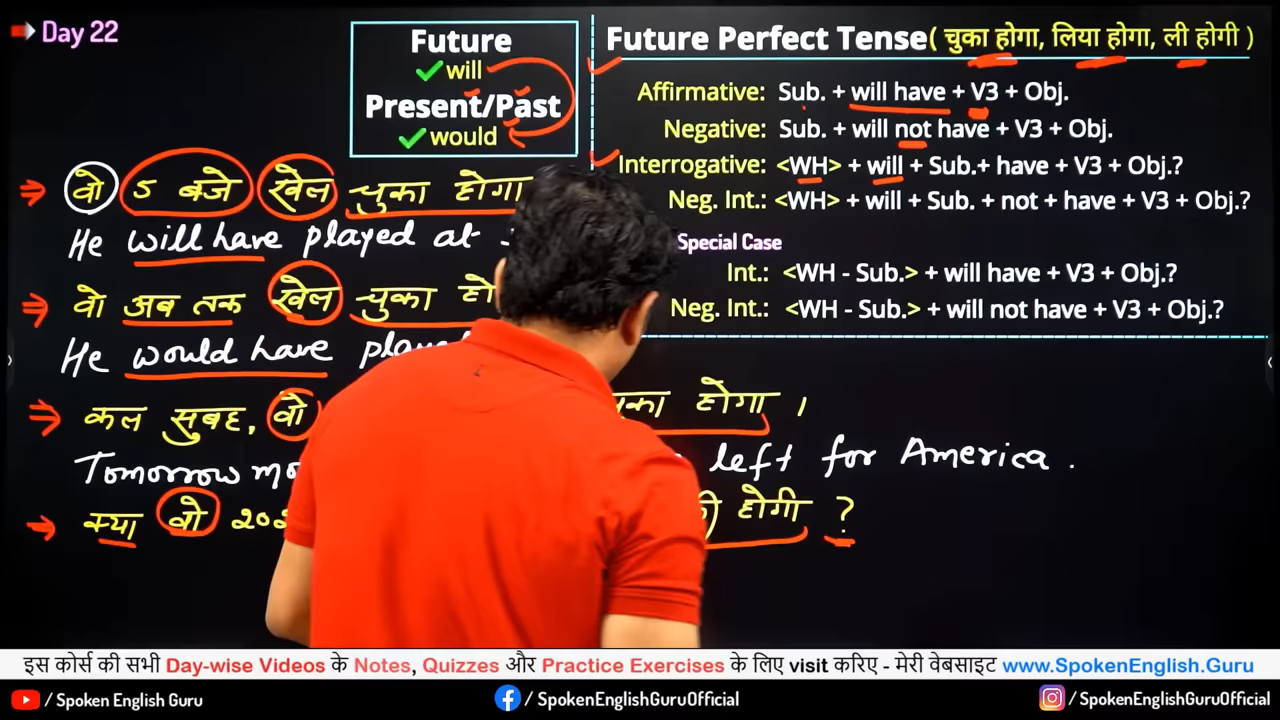 Day 22
Future
will
Present/Past
would
Future Perfect Tense( चुका होगा, लिया होगा, ली होगी )
Affirmative: Sub. + will have + V3 + Obj.
Negative: Sub. + will not have + V3 + Obj.
Interrogative: <WH> + will + Sub.+ have + V3 + Obj.?
Neg. Int.: <WH> + will + Sub. + not + have + V3 + Obj.?
Special Case
Int.: <WH - Sub.> + will have + V3 + Obj.?
Neg. Int.: <WH - Sub.> + will not have + V3 + Obj.?
⇒ वो 5 बजे खेल चुका होगा
He will have played at
⇒ वो अब तक खेल चुका
He would have
⇒ कल सुबह, वो होगा ।
Tomorrow left for America.
→ क्या वो होगी ?
इस कोर्स की सभी Day-wise Videos के Notes, Quizzes और Practice Exercises के लिए visit करिए - मेरी वेबसाइट www.SpokenEnglish.Guru
/ Spoken English Guru
/ SpokenEnglishGuruOfficial
/ SpokenEnglishGuruOfficial